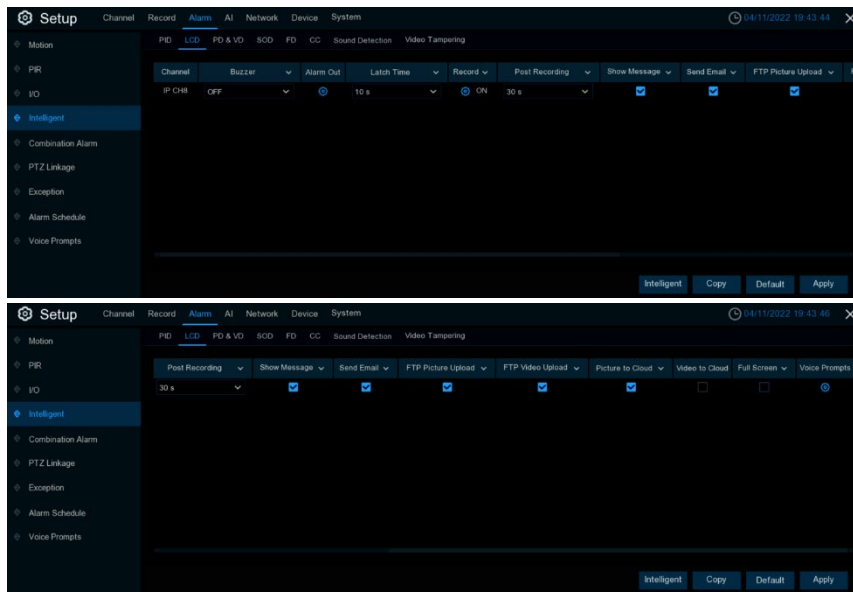 Setup Channel Record Alarm AI Network Device System 04/11/2022 19:43:44
PID LCD PD & VD SOD FD CC Sound Detection Video Tampering
Motion
PIR
I/O
Intelligent
Combination Alarm
PTZ Linkage
Exception
Alarm Schedule
Voice Prompts
Channel Buzzer Alarm Out Latch Time Record Post Recording Show Message Send Email FTP Picture Upload
IP CH8 OFF 10 s ON 30 s
Intelligent Copy Default Apply
Setup Channel Record Alarm AI Network Device System 04/11/2022 19:43:46
PID LCD PD & VD SOD FD CC Sound Detection Video Tampering
Motion
PIR
I/O
Intelligent
Combination Alarm
PTZ Linkage
Exception
Alarm Schedule
Voice Prompts
Post Recording Show Message Send Email FTP Picture Upload FTP Video Upload Picture to Cloud Video to Cloud Full Screen Voice Prompts
30 s
Intelligent Copy Default Apply